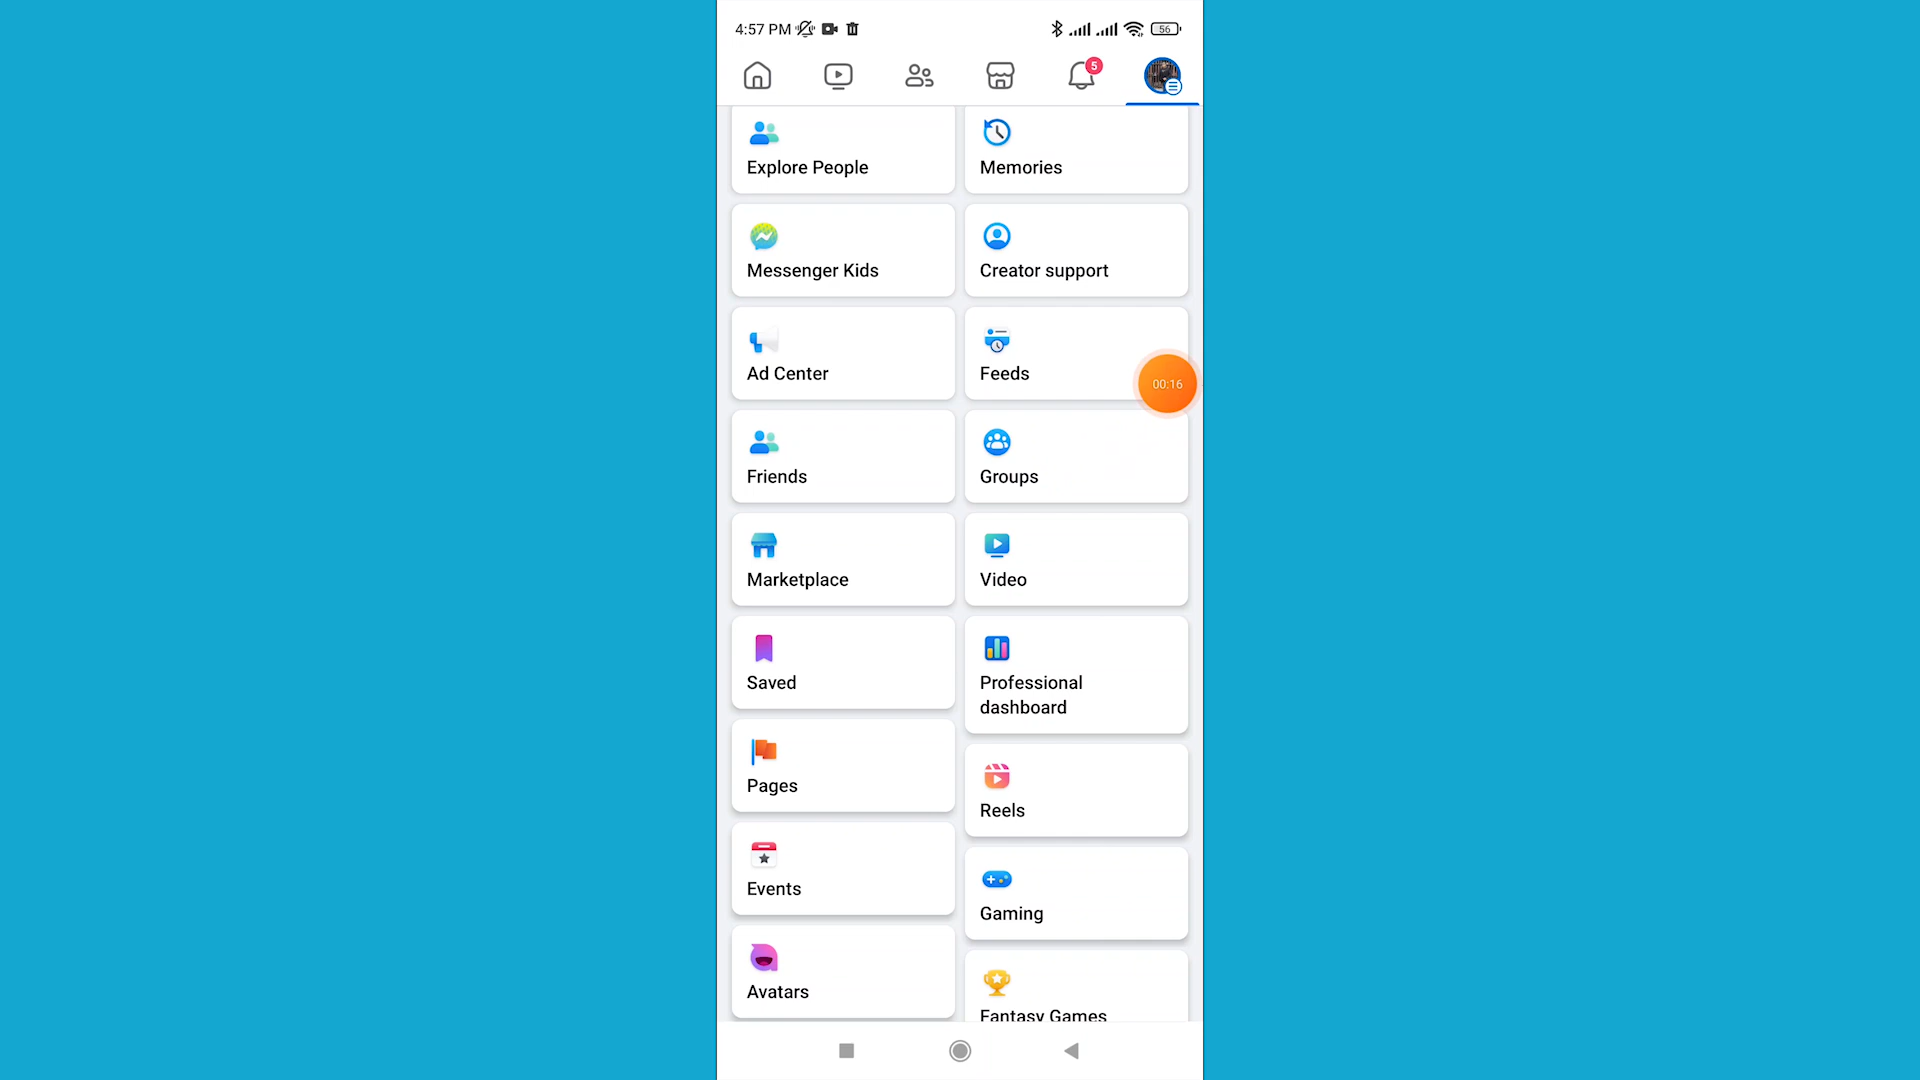 4:57 PM
56
5
Explore People
Memories
Messenger Kids
Creator support
Ad Center
Feeds
00:16
Friends
Groups
Marketplace
Video
Saved
Professional
dashboard
Pages
Reels
Events
Gaming
Avatars
Fantasy Games